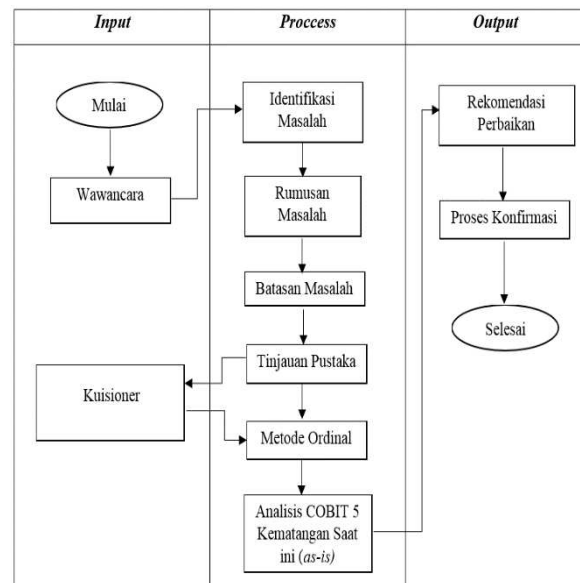 Input
Proccess
Output
Mulai
Wawancara
Kuisioner
Identifikasi
Masalah
Rumusan
Masalah
Batasan Masalah
Tinjauan Pustaka
Metode Ordinal
Analisis COBIT 5
Kematangan Saat
ini (as-is)
Rekomendasi
Perbaikan
Proses Konfirmasi
Selesai